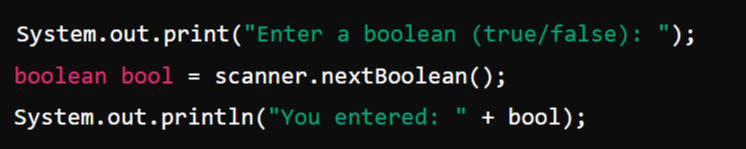 System.out.print("Enter a boolean (true/false): ");
boolean bool = scanner.nextBoolean();
System.out.println("You entered: " + bool);